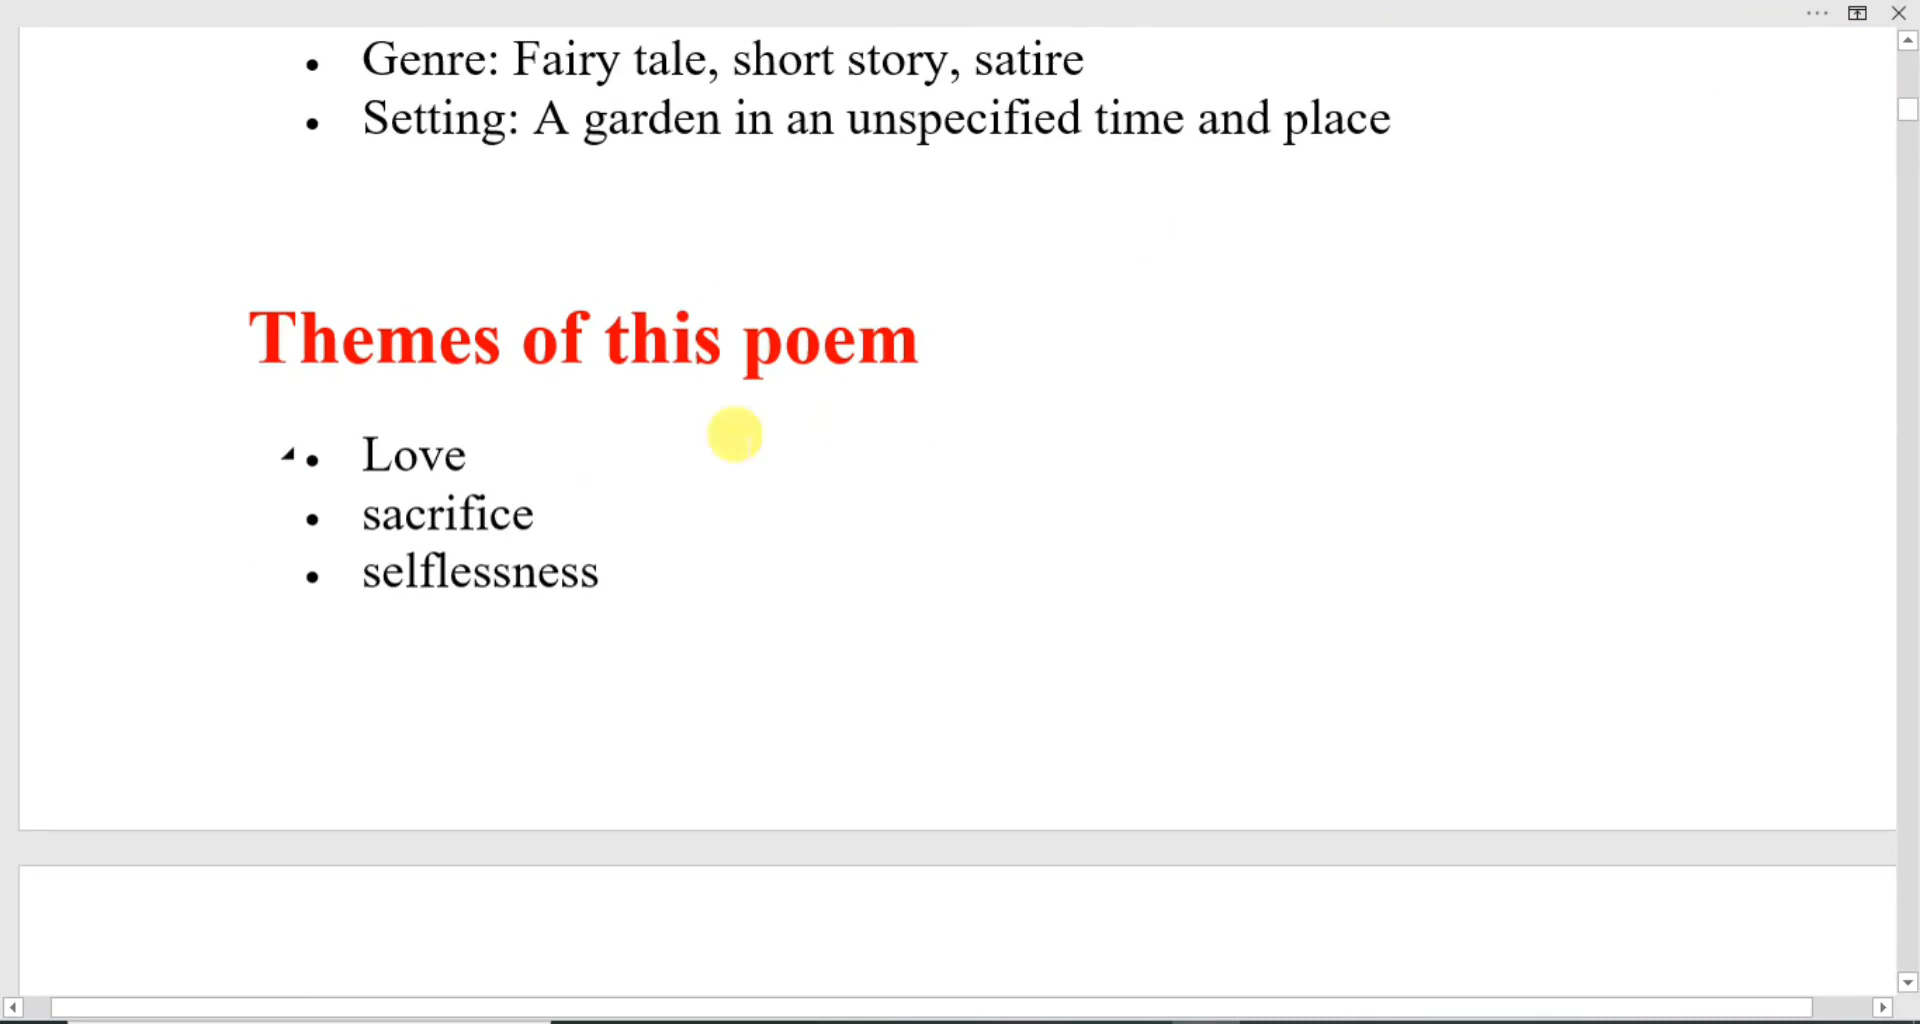 Genre: Fairy tale, short story, satire
Setting: A garden in an unspecified time and place
Themes of this poem
Love
sacrifice
selflessness